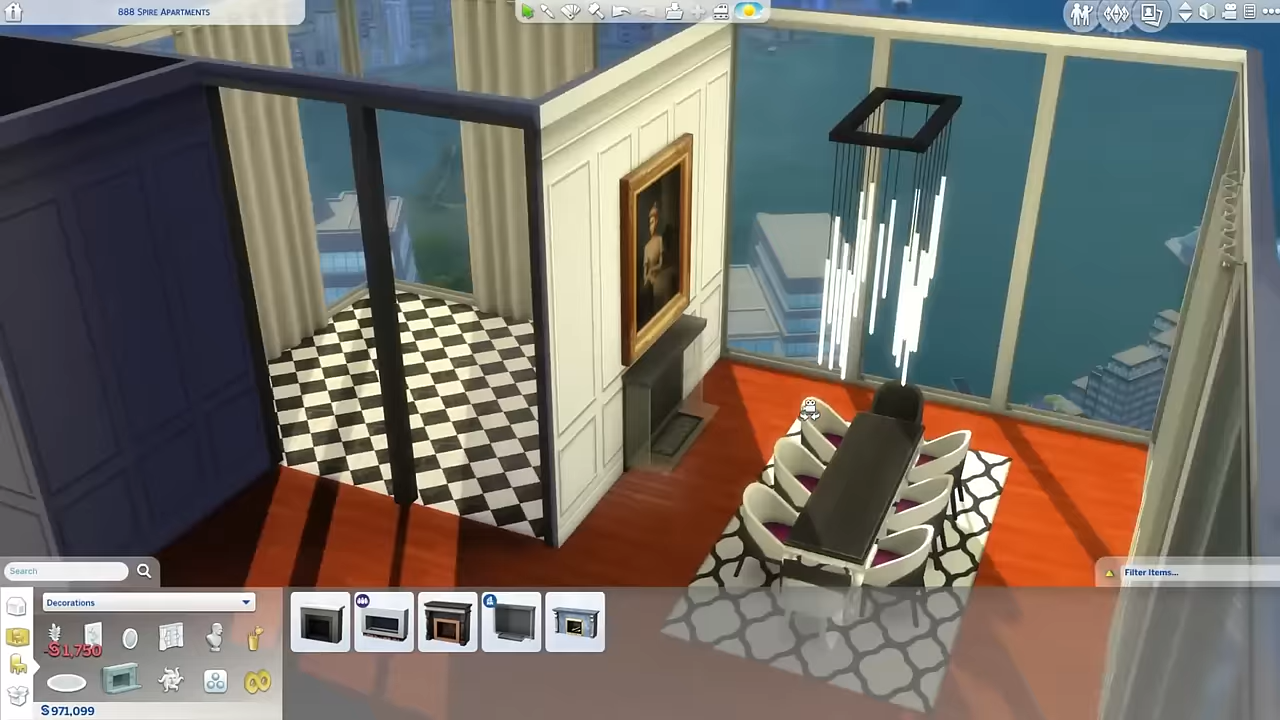 888 Spire Apartments
Search
Decorations
-§1,750
§971,099
Filter Items...